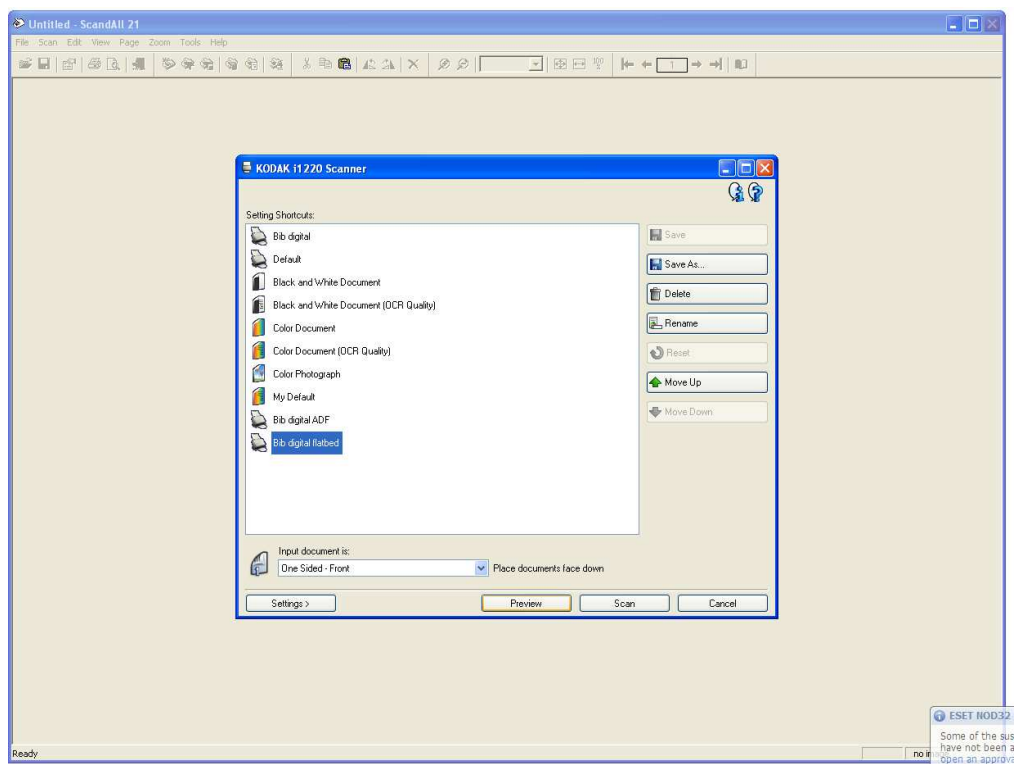 Untitled - ScandAll 21
File Scan Edit View Page Zoom Tools Help
100
1
KODAK i1220 Scanner
Setting Shortcuts:
Bib digital
Default
Black and White Document
Black and White Document (OCR Quality)
Color Document
Color Document (OCR Quality)
Color Photograph
My Default
Bib digital ADF
Bib digital flatbed
Save
Save As...
Delete
Rename
Reset
Move Up
Move Down
Input document is:
One Sided - Front
Place documents face down
Settings >
Preview
Scan
Cancel
ESET NOD32
Some of the sus
have not been a
open an approva
Ready
no i